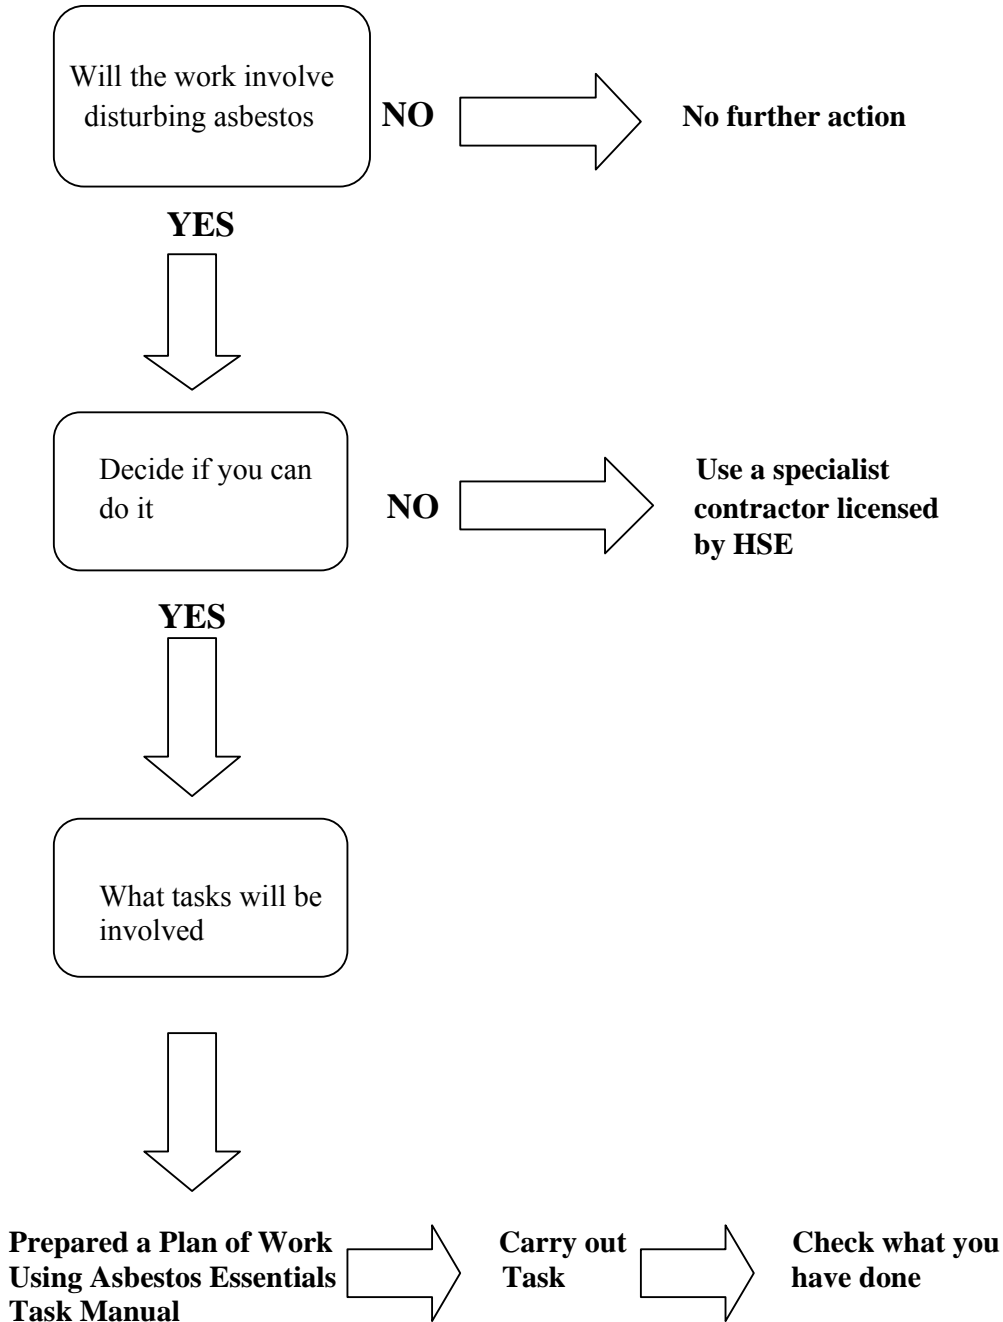 Will the work involve
disturbing asbestos
NO
No further action
YES
Decide if you can
do it
NO
Use a specialist
contractor licensed
by HSE
YES
What tasks will be
involved
Prepared a Plan of Work
Using Asbestos Essentials
Task Manual
Carry out
Task
Check what you
have done